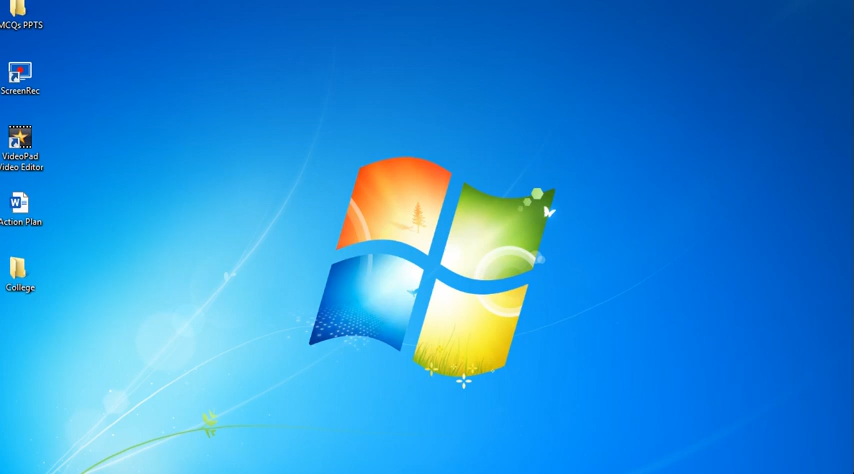 MCQs PPTS
ScreenRec
VideoPad
Video Editor
Action Plan
College